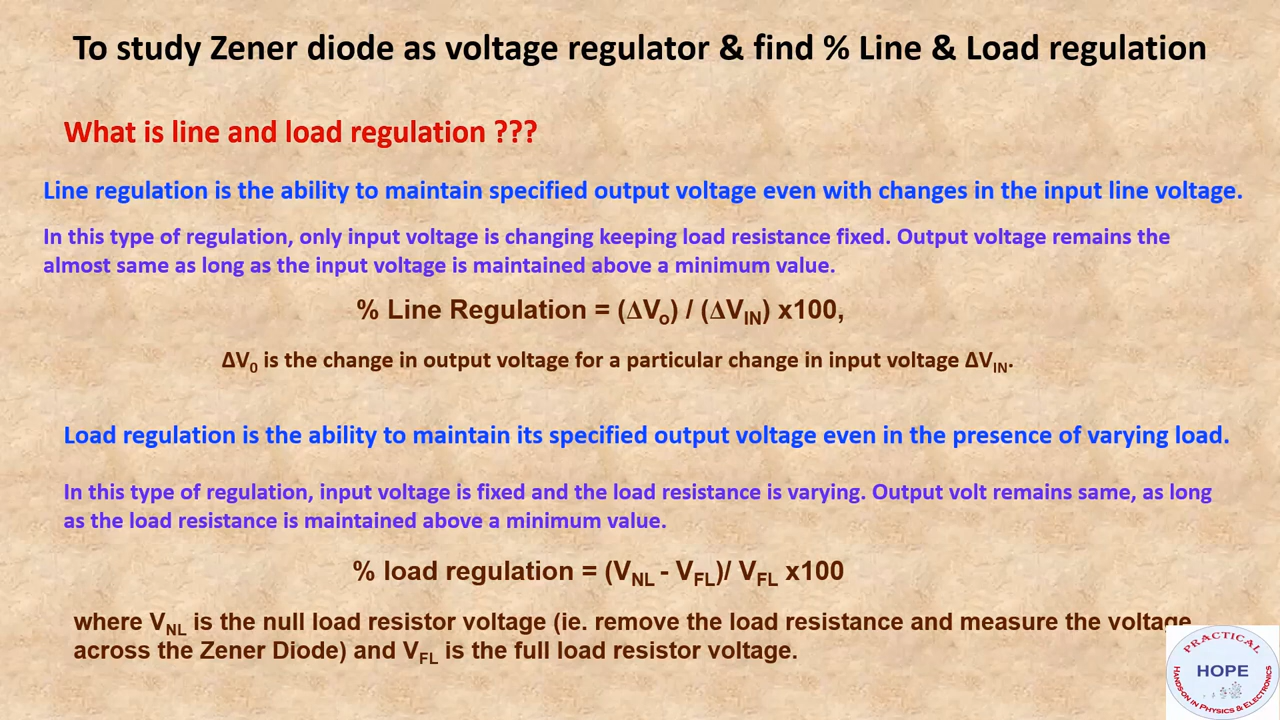 To study Zener diode as voltage regulator & find % Line & Load regulation
What is line and load regulation ???
Line regulation is the ability to maintain specified output voltage even with changes in the input line voltage.
In this type of regulation, only input voltage is changing keeping load resistance fixed. Output voltage remains the
almost same as long as the input voltage is maintained above a minimum value.
% Line Regulation = (ΔVo) / (ΔVIN) x100,
ΔV0 is the change in output voltage for a particular change in input voltage ΔVIN.
Load regulation is the ability to maintain its specified output voltage even in the presence of varying load.
In this type of regulation, input voltage is fixed and the load resistance is varying. Output volt remains same, as long
as the load resistance is maintained above a minimum value.
% load regulation = (VNL - VFL)/ VFL x100
where VNL is the null load resistor voltage (ie. remove the load resistance and measure the voltage
across the Zener Diode) and VFL is the full load resistor voltage.
PRACTICAL
HOPE
HANDSON IN PHYSICS & ELECTRONICS